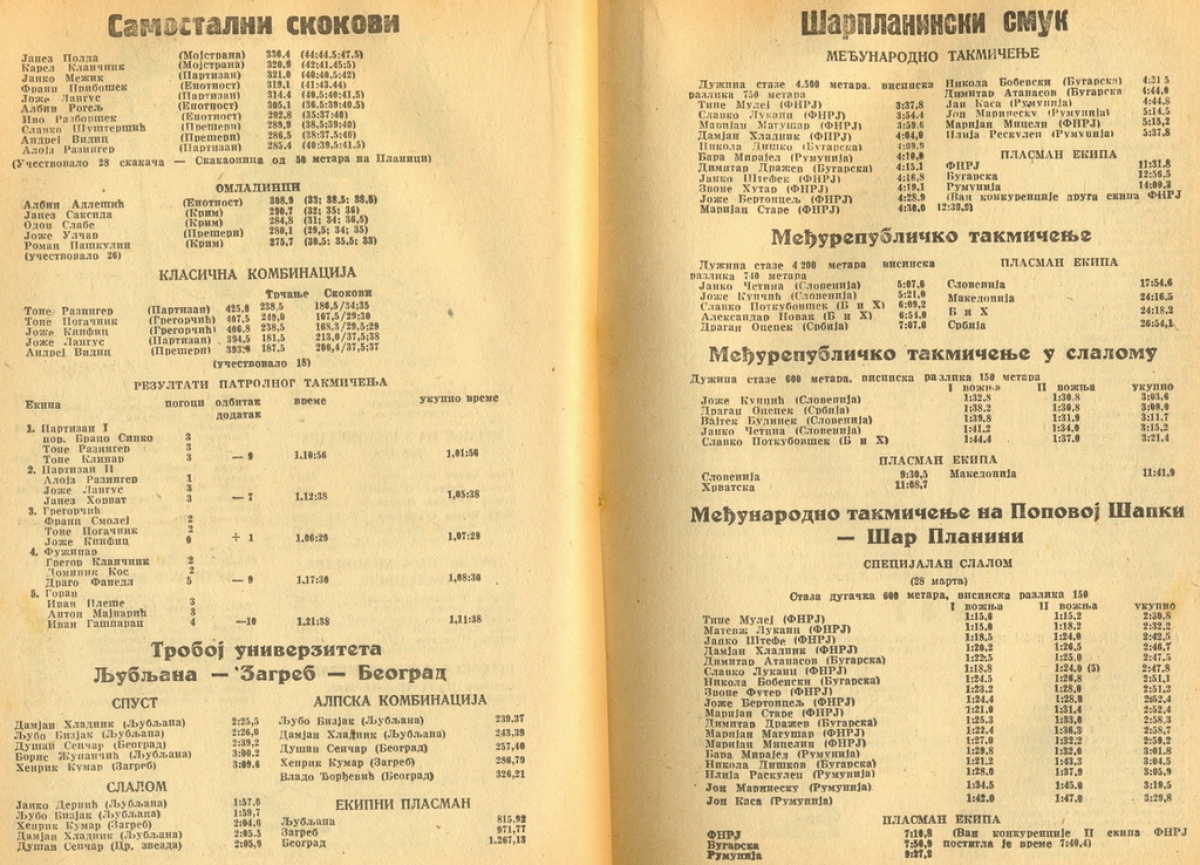 Самостални скокови
Јанез Полда (Мојстрана) 330.4 (44:44.5:47.5)
Карел Кланчник (Мојстрана) 320.9 (42:41.45:5)
Јанко Межик (Партизан) 321.0 (40:40.5:42)
Франц Прибошек (Енотност) 319.1 (41:43.44)
Јоже Лангус (Партизан) 314.4 (40.5:40:41,5)
Албин Рогељ (Енотност) 305.1 (36.5:39:40,5)
Иво Разборшек (Енотност) 292,8 (35:37:40)
Славко Шуштершић (Прешерн) 289,9 (38.5:39:40)
Андреј Видиц (Прешерн) 286,5 (38:37.5:40)
Алојз Разингер (Партизан) 285.4 (40:39.5:41.5)
(Учествовало 28 скакача — Скакаоница од 50 метара на Планици)
ОМЛАДИНЦИ
Албин Адлешић (Енотност) 308.9 (33; 38.5; 38,5)
Јанез Саксида (Крим) 290,7 (32; 35; 36)
Одон Слабе (Крим) 284,8 (31; 34; 36,5)
Јоже Улчар (Прешерн) 280,1 (29,5; 34; 35)
Роман Пашкулин (Крим) 275,7 (30.5; 35,5; 33)
(учествовало 26)
КЛАСИЧНА КОМБИНАЦИЈА
Трчање Скокови
Тоне Разингер (Партизан) 425.0 238,5 186,5/34:35
Тоне Погачник (Грегорчић) 407,5 240,0 167,5/29:30
Јоже Книфиц (Грегорчић) 406,8 238,5 168,3/29.5:29
Јоже Лангус (Партизан) 394,5 181,5 213,0/37,5:38
Андреј Видиц (Прешерн) 393,9 187,5 206,4/37,5:37
(учествовало 18)
РЕЗУЛТАТИ ПАТРОЛНОГ ТАКМИЧЕЊА
Екипа погоци одбитак време укупно време
додатак
1. Партизан I
пор. Брацо Синко 3
Тоне Разингер 3
Тоне Клинар 3 — 9 1.10:56 1,01:56
2. Партизан II
Алојз Разингер 1
Јоже Лангус 3
Јанез Хорват 3 — 7 1.12:38 1,05:38
3. Грегорчић
Франц Смолеј 2
Тоне Погачник 2
Јоже Книфиц 0 + 1 1.06:29 1,07:29
4. Фужинар
Грегор Кланчник 2
Доминик Кос 2
Драго Фанедл 5 — 9 1.17:30 1,08:30
5. Горан
Иван Плеше 3
Антон Мајнарић 3
Иван Гашпарац 4 —10 1.21:38 1,11:38
Тробој универзитета
Љубљана — Загреб — Београд
СПУСТ
Дамјан Хладник (Љубљана) 2:25,5
Љубо Бизјак (Љубљана) 2:26,0
Душан Сенчар (Београд) 2:39,2
Борис Жупанчић (Љубљана) 3:00.2
Хенрик Кумар (Загреб) 3:09.6
СЛАЛОМ
Јанко Дерниј (Љубљана) 1:57.0
Љубо Бизјак (Љубљана) 1:59,7
Хенрик Кумар (Загреб) 2:04.6
Дамјан Хладник (Љубљана) 2:05.5
Душан Сенчар (Цр. звезда) 2:05,9
АЛПСКА КОМБИНАЦИЈА
Љубо Бизјак (Љубљана) 239,37
Дамјан Хладник (Љубљана) 243,39
Душан Сенчар (Београд) 257,40
Хенрик Кумар (Загреб) 286,79
Владо Ђорђевић (Београд) 326,21
ЕКИПНИ ПЛАСМАН
Љубљана 815,92
Загреб 971,77
Београд 1.267,13
Шарпланински смук
МЕЂУНАРОДНО ТАКМИЧЕЊЕ
Дужина стазе 4.500 метара, висинска
разлика 750 метара
Тине Мулеј (ФНРЈ) 3:37,8
Славко Лукани (ФНРЈ) 3:54.4
Маријан Магушар (ФНРЈ) 3:59.6
Дамјан Хладник (ФНРЈ) 4:04,0
Никола Дишко (Бугарска) 4:09.9
Бара Мирајел (Румунија) 4:10,0
Димитар Дражев (Бугарска) 4:15.1
Јанко Штефек (ФНРЈ) 4:16,8
Звоне Хутар (ФНРЈ) 4:19,1
Јоже Бертонцељ (ФНРЈ) 4:28.9
Маријан Старе (ФНРЈ) 4:30.0
Никола Бобевски (Бугарска) 4:31 5
Димитар Атанасов (Бугарска) 4:44,0
Јан Каса (Румунија) 4:44,8
Јон Маринеску (Румунија) 5:14,5
Маријан Мицели (ФНРЈ) 5:15,2
Илија Рескулец (Румунија) 5:37,8
ПЛАСМАН ЕКИПА
ФНРЈ 11:31.8
Бугарска 12:56,5
Румунија 14:09,3
(Ван конкуренције друга екипа ФНРЈ
12:39,5)
Међурепубличко такмичење
Дужина стазе 4 200 метара висинска
разлика 740 метара
Јанко Четина (Словенија) 5:07,6
Јоже Кунчић (Словенија) 5:21,0
Славко Поткубовшек (Б и Х) 6:09,2
Александар Новак (Б и Х) 6:54.0
Драган Оцепек (Србија) 7:07.0
ПЛАСМАН ЕКИПА
Словенија 17:54.6
Македонија 24:16,5
Б и Х 24:18,2
Србија 26:54,1
Међурепубличко такмичење у слалому
Дужина стазе 600 метара, висинска разлика 150 метара
I вожња II вожња укупно
Јоже Кунчић (Словенија) 1:32.8 1:30.8 3:03,6
Драган Оцепек (Србија) 1:38,2 1:30.8 3:09,0
Вајтек Будинек (Словенија) 1:39.8 1:31.9 3:11,7
Јанко Четина (Словенија) 1:41.2 1:34.0 3:15,2
Славко Поткубовшек (Б и Х) 1:44.4 1:37.0 3:21,4
ПЛАСМАН ЕКИПА
Словенија 9:30,5 Македонија 11:41,9
Хрватска 11:08,7
Међународно такмичење на Поповој Шапки
— Шар Планини
СПЕЦИЈАЛАН СЛАЛОМ
(28 марта)
Стаза дугачка 600 метара, висинска разлика 150
I вожња II вожња укупно
Тине Мулеј (ФНРЈ) 1:15.6 1:15.2 2:30,8
Матевж Лукани (ФНРЈ) 1:15.0 1:18.2 2:32,2
Јанко Штефе (ФНРЈ) 1:18.5 1:24.0 2:42,5
Дамјан Хладник (ФНРЈ) 1:20.2 1:26,5 2:46,7
Димитар Атанасов (Бугарска) 1:22.5 1:25.0 2:47.5
Славко Лукани (ФНРЈ) 1:18.8 1:24.0 (5) 2:47.8
Никола Бобевски (Бугарска) 1:24.5 1:26.8 2:51,1
Звоне Футер (ФНРЈ) 1:23.2 1:28,0 2:51,2
Јоже Бертонцељ (ФНРЈ) 1:24.4 1:28.0 2:52.4
Маријан Старе (ФНРЈ) 1:21.0 1:31.4 2:52.4
Димитар Дражев (Бугарска) 1:25.3 1:33.0 2:58.3
Маријан Магушар (ФНРЈ) 1:22.4 1:36,3 2:58.7
Маријан Мицелин (ФНРЈ) 1:27.0 1:32,2 2:59,2
Бара Мирајел (Румунија) 1:29.8 1:32,0 3:01.8
Никола Дишков (Бугарска) 1:21.2 1:43.3 3:04,5
Илија Раскулец (Румунија) 1:28.0 1:37,9 3:05,9
Јон Маринеску (Румунија) 1:34.5 1:45.0 3:19,5
Јон Каса (Румунија) 1:42.0 1:47,0 3:29,8
ПЛАСМАН ЕКИПА
ФНРЈ 7:10,8 (Ван конкуренције II екипа ФНРЈ
Бугарска 7:50,9 постигла је време 7:40,4)
Румунија 9:27,2